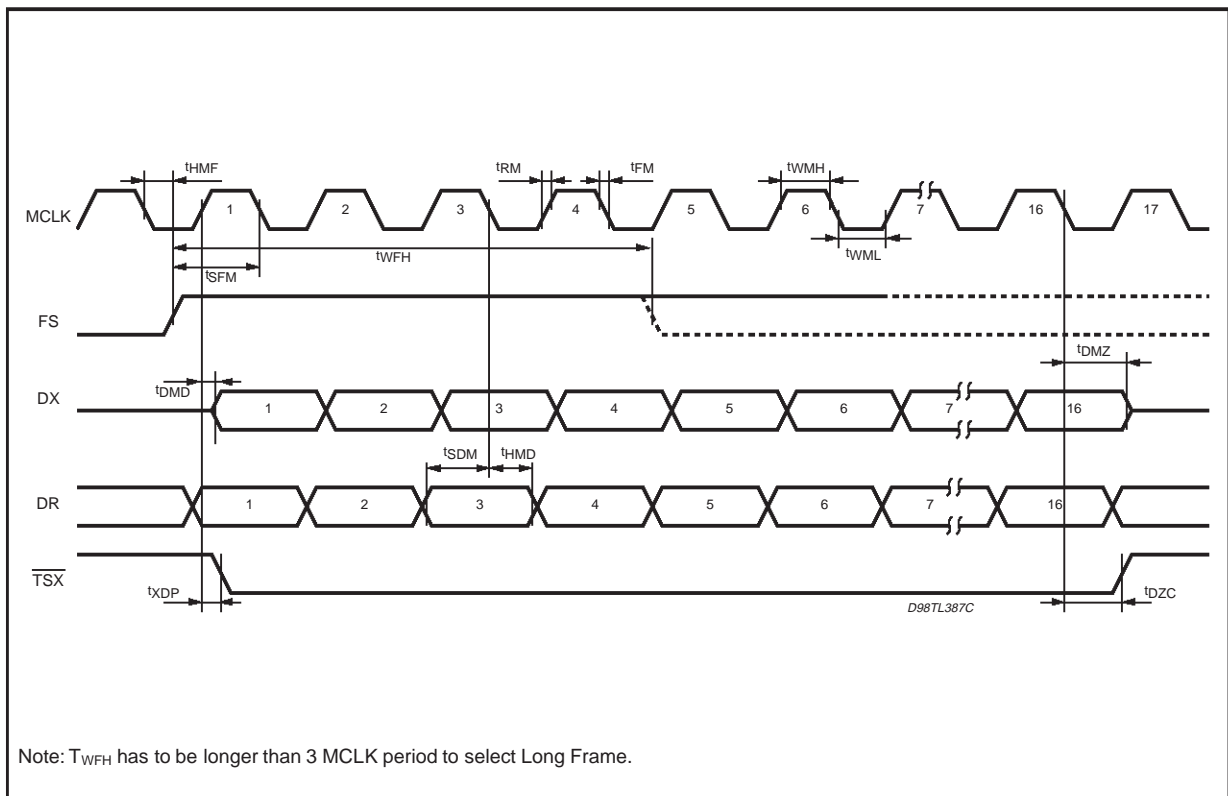 tHMF
tRM
tFM
tWMH
MCLK
1
2
3
4
5
6
7
16
17
tWFH
tWML
tSFM
FS
tDMZ
tDMD
DX
1
2
3
4
5
6
7
16
tSDM
tHMD
DR
1
2
3
4
5
6
7
16
TSX
tXDP
tDZC
D98TL387C
Note: TWFH has to be longer than 3 MCLK period to select Long Frame.